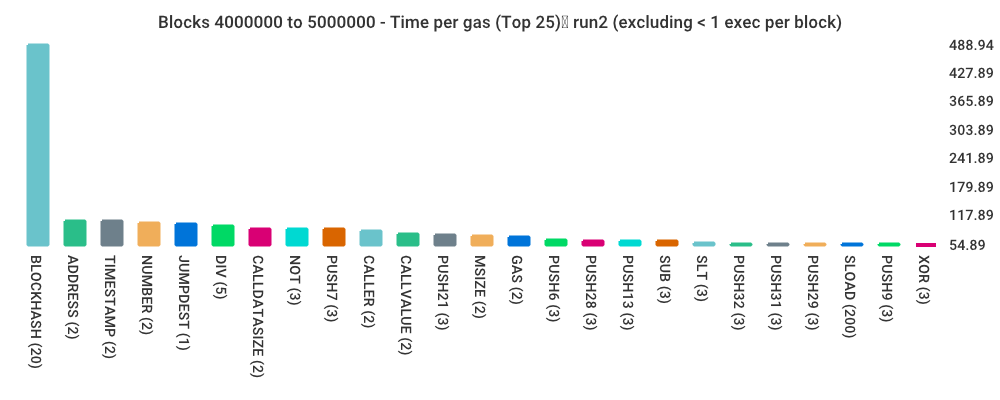 Blocks 4000000 to 5000000 - Time per gas (Top 25) run2 (excluding < 1 exec per block)
488.94
427.89
365.89
303.89
241.89
179.89
117.89
54.89
BLOCKHASH (20)
ADDRESS (2)
TIMESTAMP (2)
NUMBER (2)
JUMPDEST (1)
DIV (5)
CALLDATASIZE (2)
NOT (3)
PUSH7 (3)
CALLER (2)
CALLVALUE (2)
PUSH21 (3)
MSIZE (2)
GAS (2)
PUSH6 (3)
PUSH28 (3)
PUSH13 (3)
SUB (3)
SLT (3)
PUSH32 (3)
PUSH31 (3)
PUSH29 (3)
SLOAD (200)
PUSH9 (3)
XOR (3)